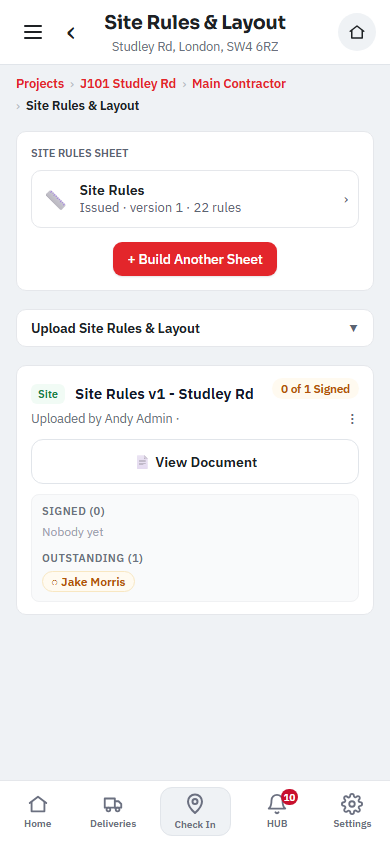 Site Rules & Layout
Studley Rd, London, SW4 6RZ
Projects › J101 Studley Rd › Main Contractor
› Site Rules & Layout
SITE RULES SHEET
Site Rules
Issued · version 1 · 22 rules
+ Build Another Sheet
Upload Site Rules & Layout
Site Site Rules v1 - Studley Rd 0 of 1 Signed
Uploaded by Andy Admin ·
View Document
SIGNED (0)
Nobody yet
OUTSTANDING (1)
○ Jake Morris
10
Home Deliveries Check In HUB Settings